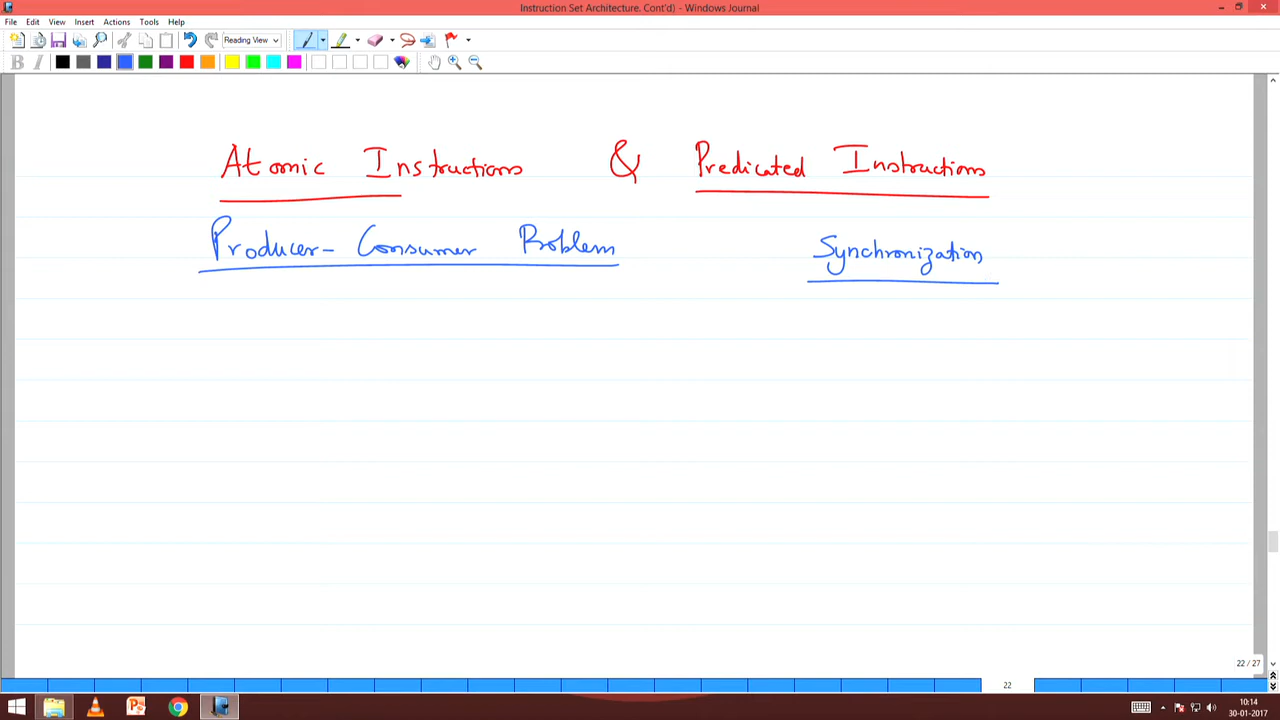 Instruction Set Architecture. Cont'd) - Windows Journal
File Edit View Insert Actions Tools Help
Reading View
B I
Atomic Instructions & Predicated Instructions
Producer- Consumer Problem Synchronization
22 / 27
22
10:14
30-01-2017